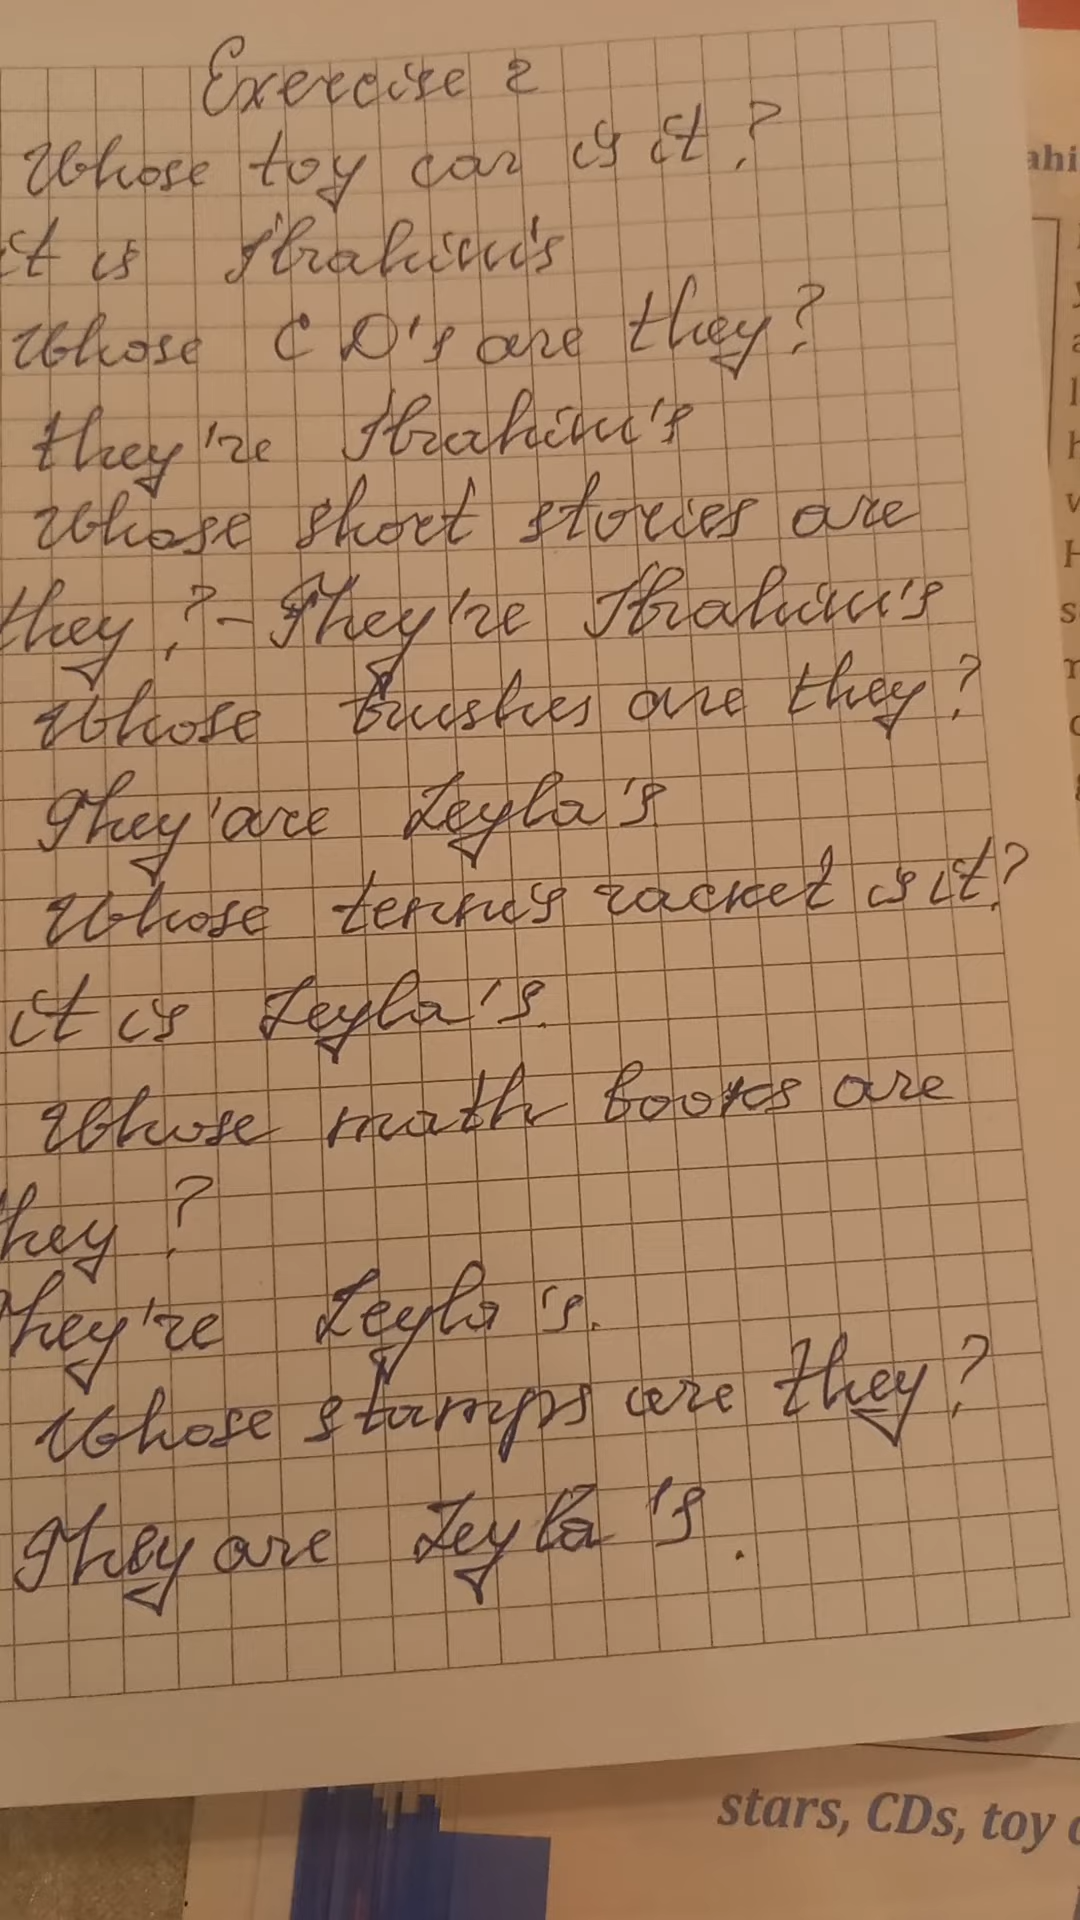 Exercise 2
Whose toy car is it?
it is Ibrahim's
Whose CD's are they?
they're Ibrahim's
Whose short stories are
they? - They're Ibrahim's
Whose brushes are they?
They'are Leyla's
Whose tennis racket is it?
it is Leyla's.
Whose math books are
they?
They're Leyla's.
Whose stamps are they?
They are Leyla's.
stars, CDs, toy